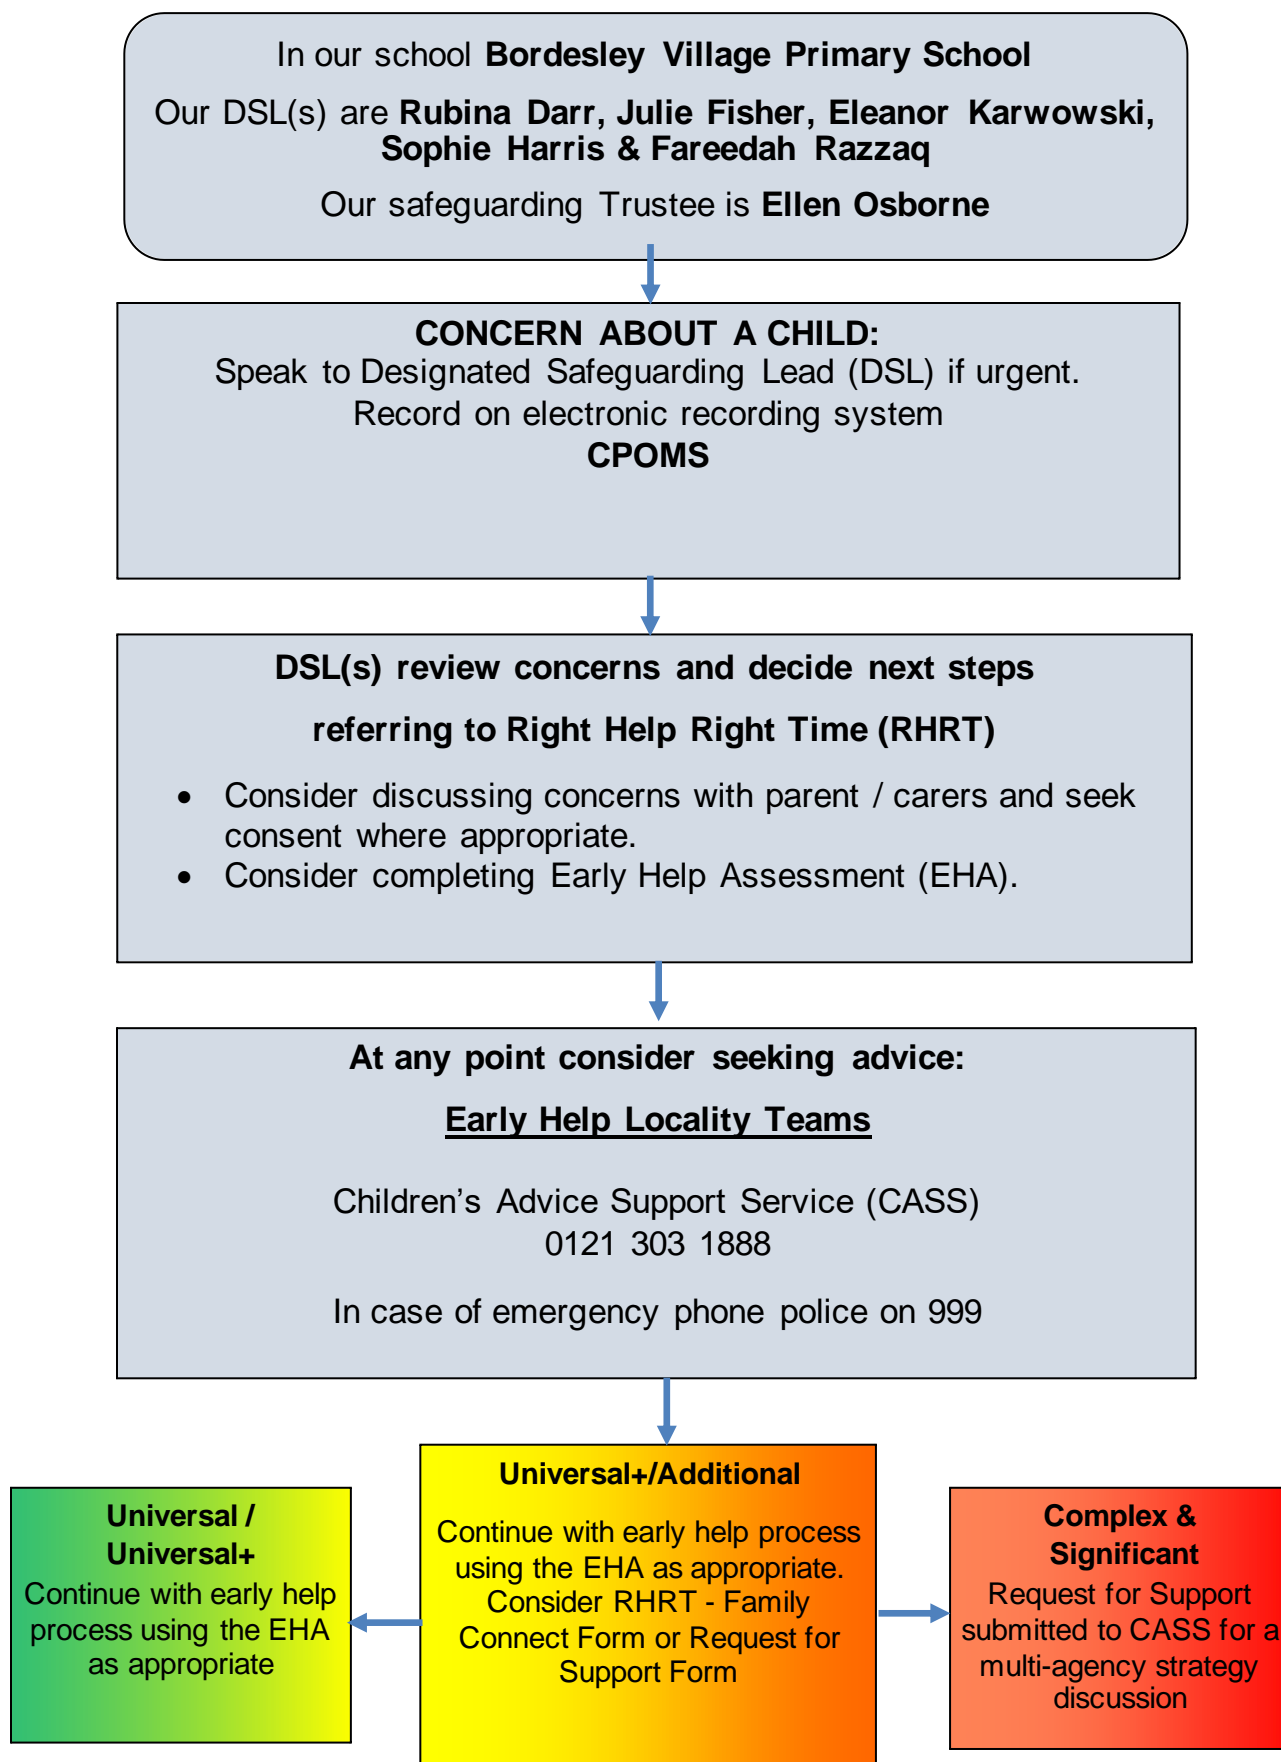 In our school Bordesley Village Primary School
Our DSL(s) are Rubina Darr, Julie Fisher, Eleanor Karwowski,
Sophie Harris & Fareedah Razzaq
Our safeguarding Trustee is Ellen Osborne
CONCERN ABOUT A CHILD:
Speak to Designated Safeguarding Lead (DSL) if urgent.
Record on electronic recording system
CPOMS
DSL(s) review concerns and decide next steps
referring to Right Help Right Time (RHRT)
• Consider discussing concerns with parent / carers and seek
consent where appropriate.
• Consider completing Early Help Assessment (EHA).
At any point consider seeking advice:
Early Help Locality Teams
Children’s Advice Support Service (CASS)
0121 303 1888
In case of emergency phone police on 999
Universal /
Universal+
Continue with early help
process using the EHA
as appropriate
Universal+/Additional
Continue with early help process
using the EHA as appropriate.
Consider RHRT - Family
Connect Form or Request for
Support Form
Complex &
Significant
Request for Support
submitted to CASS for a
multi-agency strategy
discussion